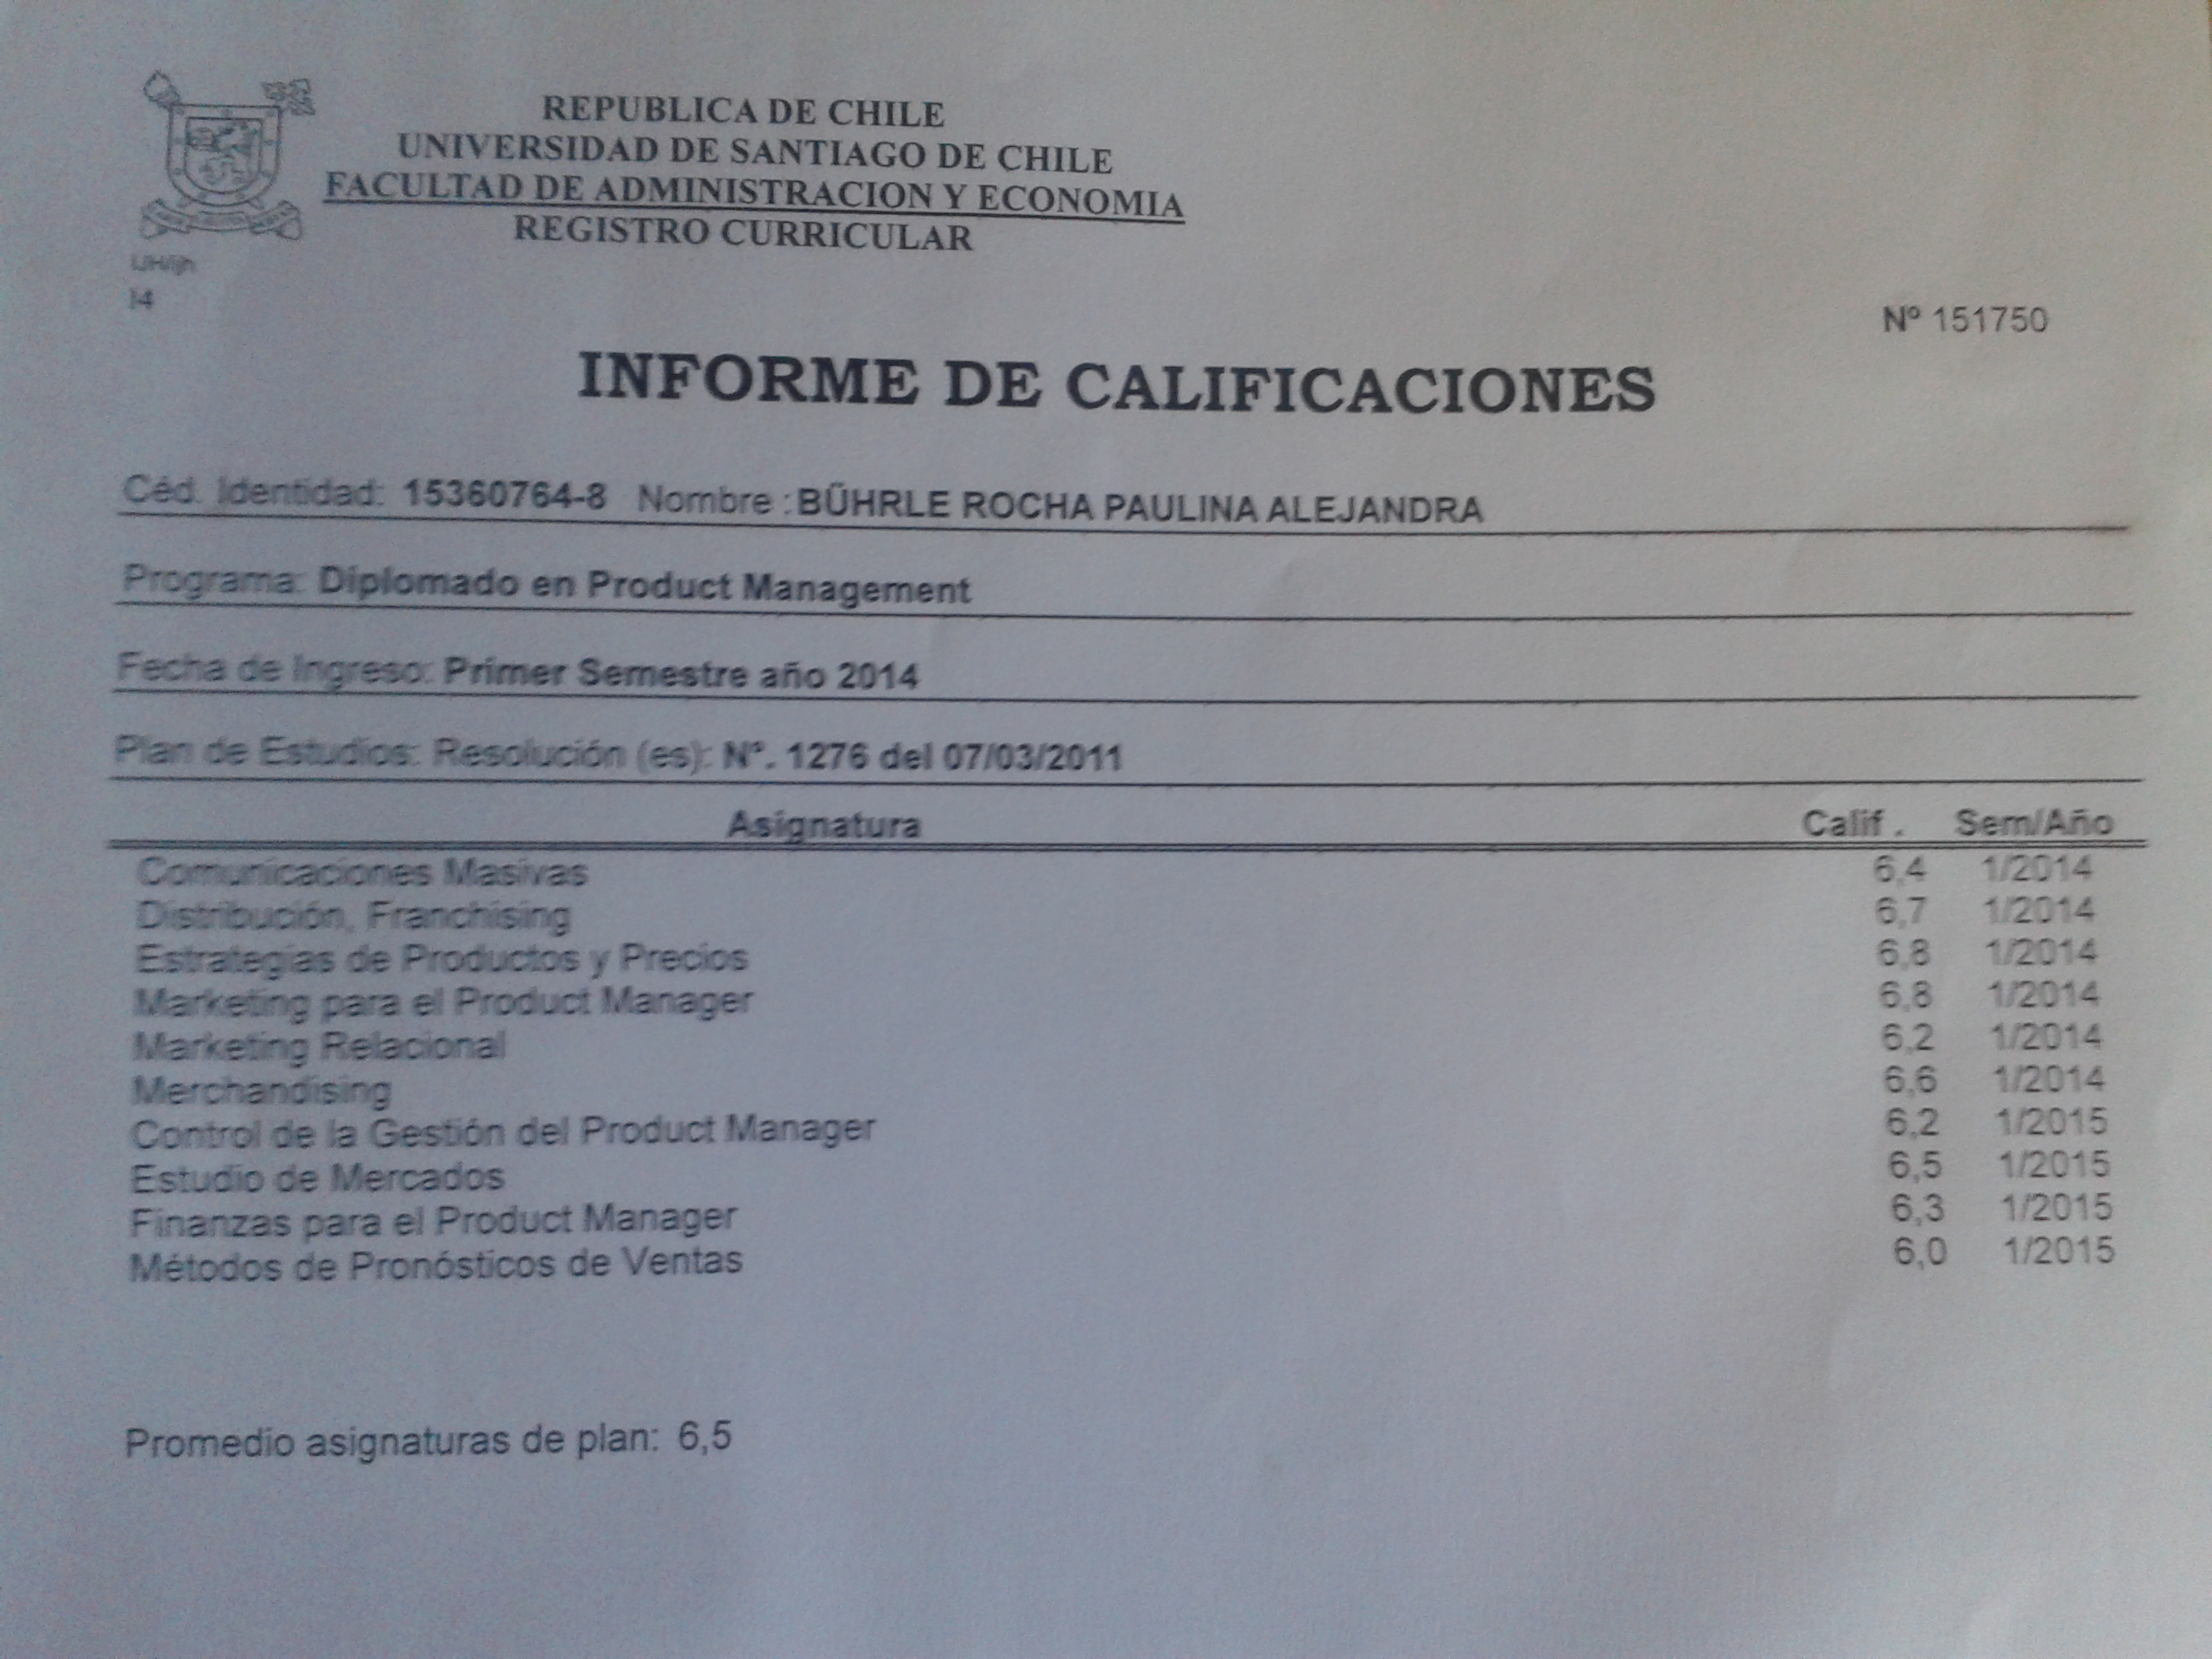 REPUBLICA DE CHILE
UNIVERSIDAD DE SANTIAGO DE CHILE
FACULTAD DE ADMINISTRACION Y ECONOMIA
REGISTRO CURRICULAR
14
Nº 151750
INFORME DE CALIFICACIONES
Céd. Identidad: 15360764-8 Nombre : BÜHRLE ROCHA PAULINA ALEJANDRA
Programa: Diplomado en Product Management
Fecha de Ingreso: Primer Semestre año 2014
Plan de Estudios: Resolución (es): Nº. 1276 del 07/03/2011
Asignatura Calif . Sem/Año
Comunicaciones Masivas 6,4 1/2014
Distribución, Franchising 6,7 1/2014
Estrategias de Productos y Precios 6,8 1/2014
Marketing para el Product Manager 6,8 1/2014
Marketing Relacional 6,2 1/2014
Merchandising 6,6 1/2014
Control de la Gestión del Product Manager 6,2 1/2015
Estudio de Mercados 6,5 1/2015
Finanzas para el Product Manager 6,3 1/2015
Métodos de Pronósticos de Ventas 6,0 1/2015
Promedio asignaturas de plan: 6,5